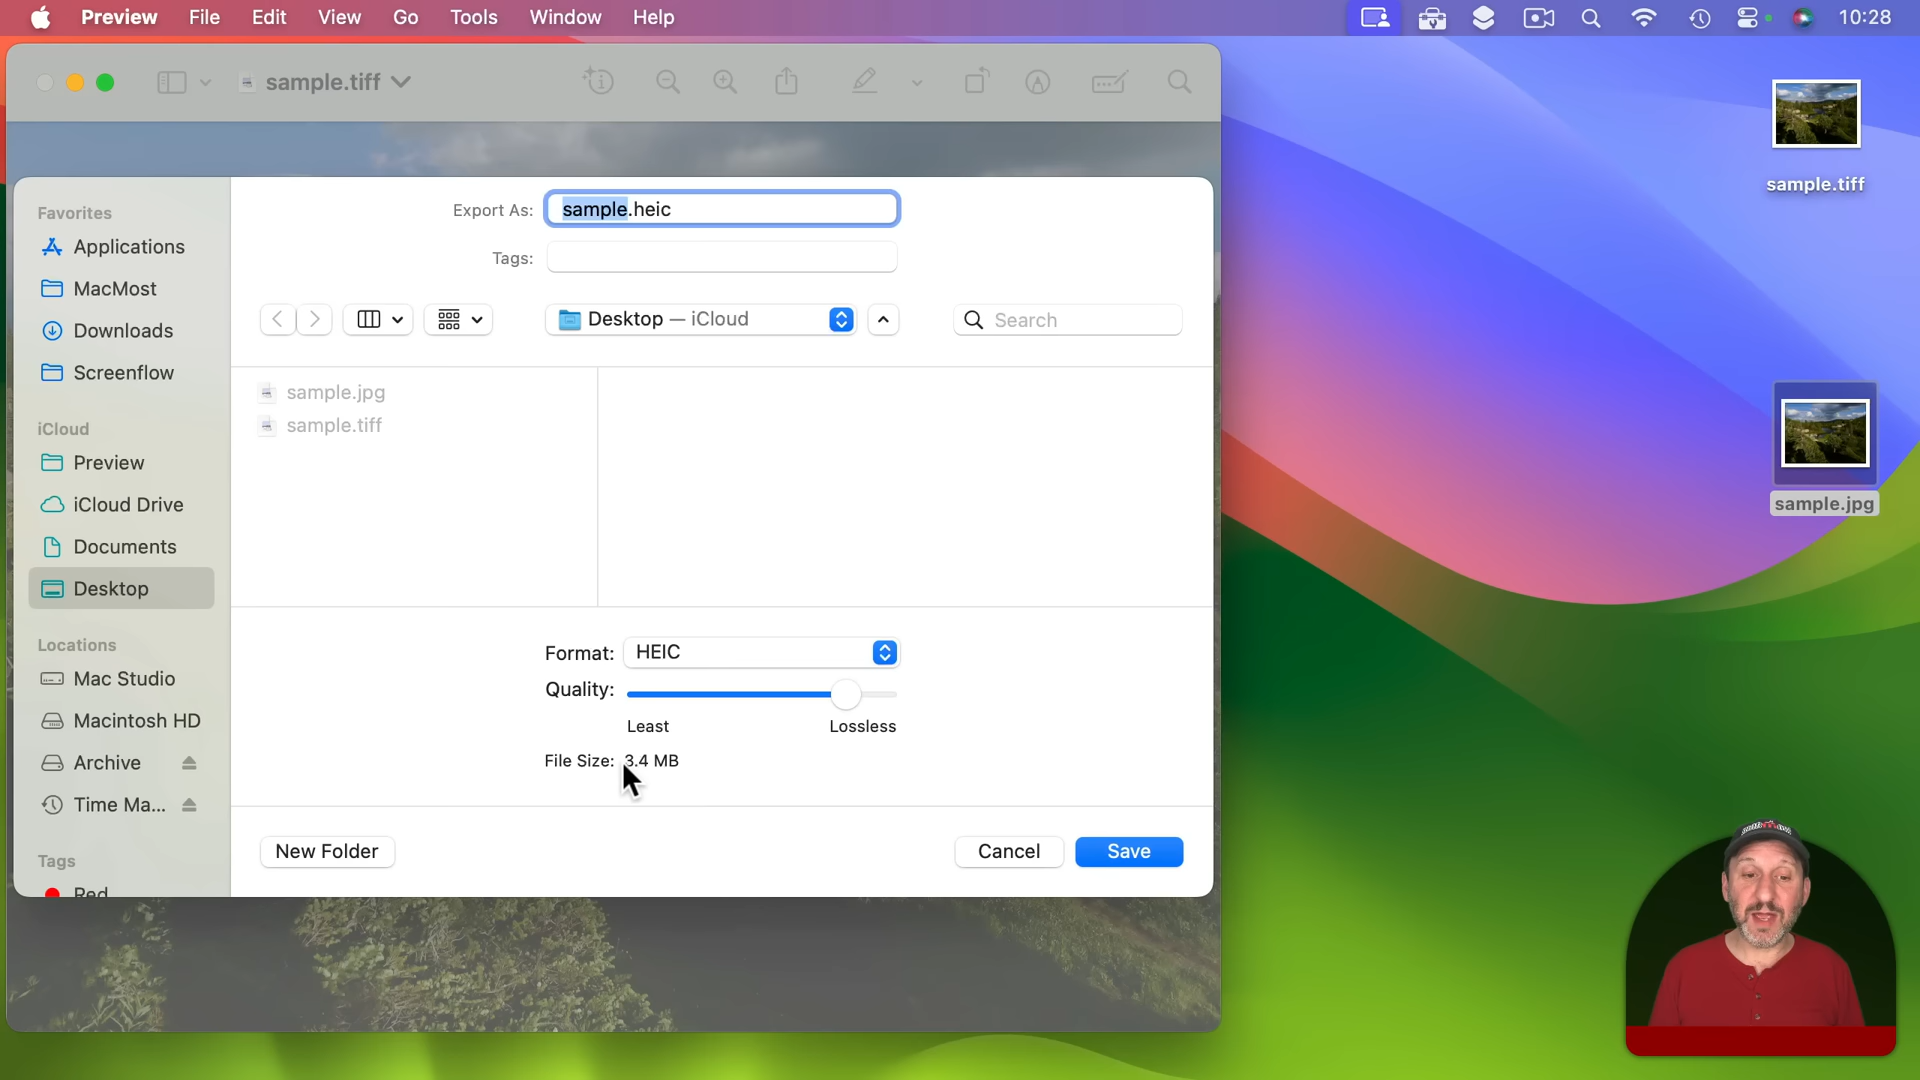 Preview File Edit View Go Tools Window Help 10:28
sample.tiff
sample.tiff
sample.jpg
Favorites
Applications
MacMost
Downloads
Screenflow
iCloud
Preview
iCloud Drive
Documents
Desktop
Locations
Mac Studio
Macintosh HD
Archive
Time Ma...
Tags
Red
Export As: sample.heic
Tags:
Desktop — iCloud
Search
sample.jpg
sample.tiff
Format: HEIC
Quality:
Least Lossless
File Size: 3.4 MB
New Folder Cancel Save